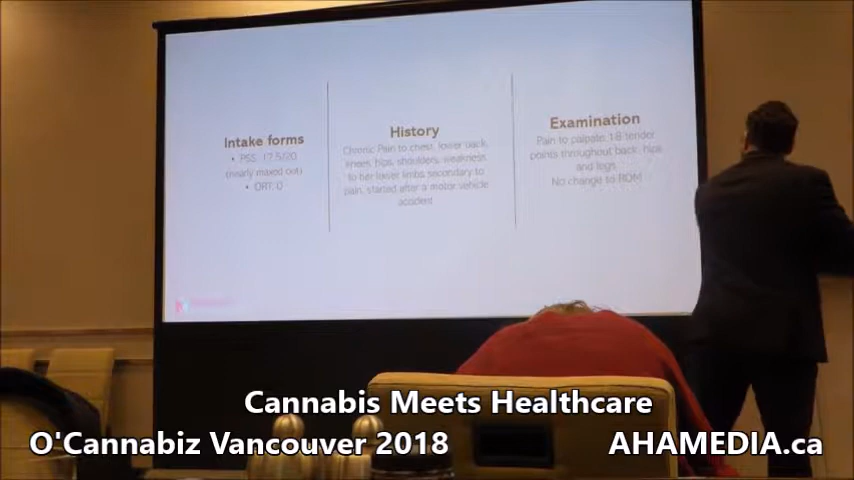 Intake forms
• PSS: 17.5/20
(nearly maxed out)
• ORT: 0
History
Chronic Pain to chest, lower back,
knees, hips, shoulders, weakness
to her lower limbs secondary to
pain, started after a motor vehicle
accident
Examination
Pain to palpate 18 tender
points throughout back, hips
and legs
No change to ROM
Cannabis Meets Healthcare
O'Cannabiz Vancouver 2018
AHAMEDIA.ca